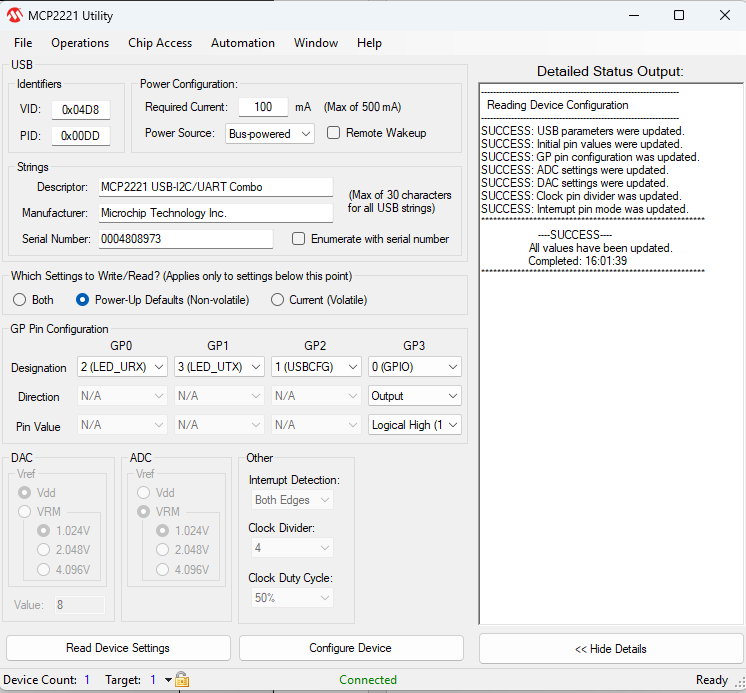 MCP2221 Utility
File Operations Chip Access Automation Window Help
USB
Identifiers
VID: 0x04D8
PID: 0x00DD
Power Configuration:
Required Current: 100 mA (Max of 500 mA)
Power Source: Bus-powered Remote Wakeup
Strings
Descriptor: MCP2221 USB-I2C/UART Combo
Manufacturer: Microchip Technology Inc.
Serial Number: 0004808973
(Max of 30 characters
for all USB strings)
Enumerate with serial number
Which Settings to Write/Read? (Applies only to settings below this point)
Both Power-Up Defaults (Non-volatile) Current (Volatile)
GP Pin Configuration
GP0 GP1 GP2 GP3
Designation 2 (LED_URX) 3 (LED_UTX) 1 (USBCFG) 0 (GPIO)
Direction N/A N/A N/A Output
Pin Value N/A N/A N/A Logical High (1
DAC
Vref
Vdd
VRM
1.024V
2.048V
4.096V
Value: 8
ADC
Vref
Vdd
VRM
1.024V
2.048V
4.096V
Other
Interrupt Detection:
Both Edges
Clock Divider:
4
Clock Duty Cycle:
50%
Read Device Settings Configure Device
Detailed Status Output:
Reading Device Configuration
SUCCESS: USB parameters were updated.
SUCCESS: Initial pin values were updated.
SUCCESS: GP pin configuration was updated.
SUCCESS: ADC settings were updated.
SUCCESS: DAC settings were updated.
SUCCESS: Clock pin divider was updated.
SUCCESS: Interrupt pin mode was updated.
----SUCCESS----
All values have been updated.
Completed: 16:01:39
<< Hide Details
Device Count: 1 Target: 1 Connected Ready